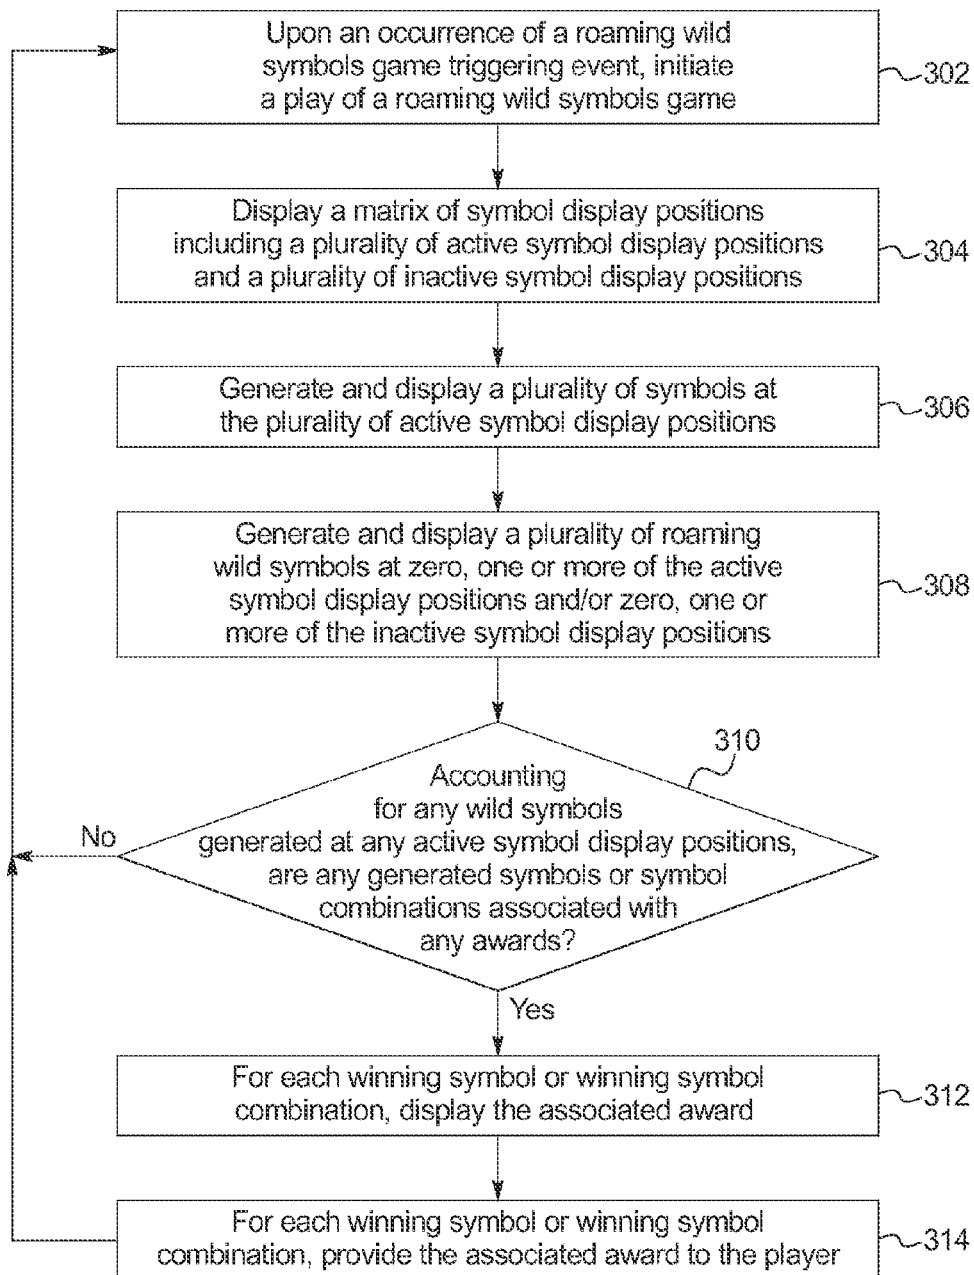 Upon an occurrence of a roaming wild
symbols game triggering event, initiate
a play of a roaming wild symbols game
302
Display a matrix of symbol display positions
including a plurality of active symbol display positions
and a plurality of inactive symbol display positions
304
Generate and display a plurality of symbols at
the plurality of active symbol display positions
306
Generate and display a plurality of roaming
wild symbols at zero, one or more of the active
symbol display positions and/or zero, one or
more of the inactive symbol display positions
308
310
Accounting
for any wild symbols
generated at any active symbol display positions,
are any generated symbols or symbol
combinations associated with
any awards?
No
Yes
For each winning symbol or winning symbol
combination, display the associated award
312
For each winning symbol or winning symbol
combination, provide the associated award to the player
314